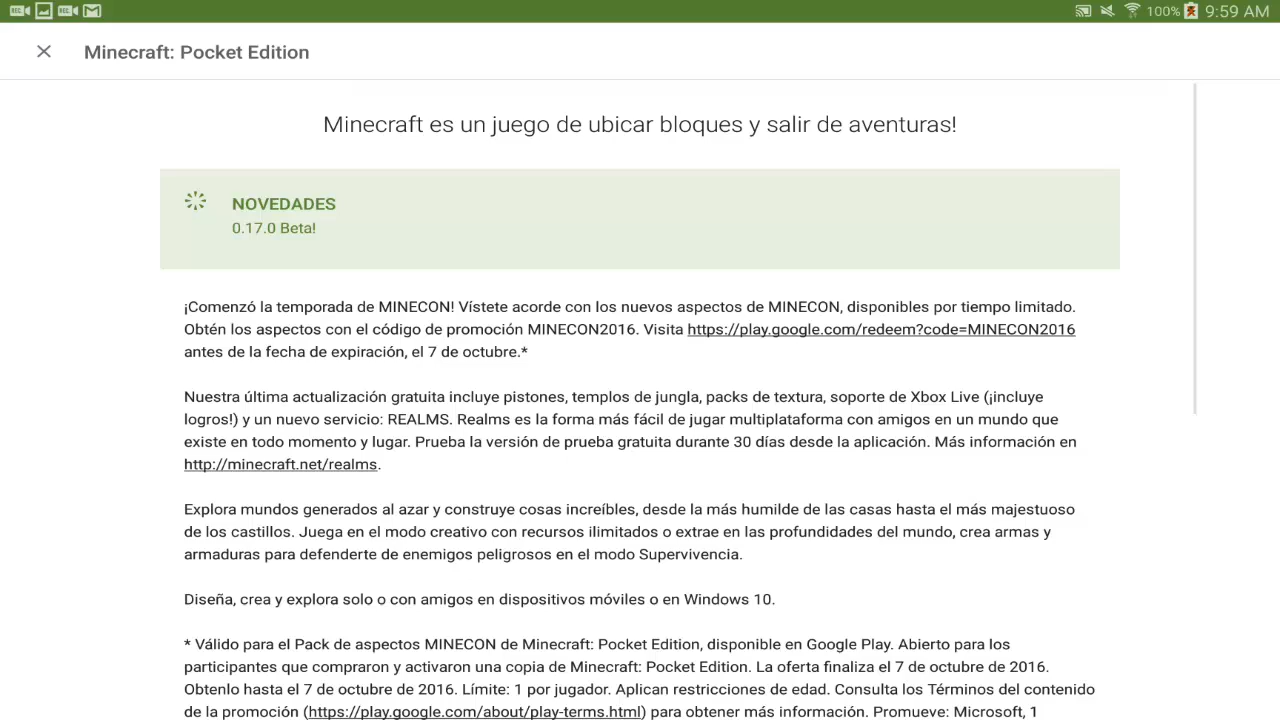 REC REC 100% 9:59 AM
Minecraft: Pocket Edition
Minecraft es un juego de ubicar bloques y salir de aventuras!
NOVEDADES
0.17.0 Beta!
¡Comenzó la temporada de MINECON! Vístete acorde con los nuevos aspectos de MINECON, disponibles por tiempo limitado.
Obtén los aspectos con el código de promoción MINECON2016. Visita https://play.google.com/redeem?code=MINECON2016
antes de la fecha de expiración, el 7 de octubre.*
Nuestra última actualización gratuita incluye pistones, templos de jungla, packs de textura, soporte de Xbox Live (¡incluye
logros!) y un nuevo servicio: REALMS. Realms es la forma más fácil de jugar multiplataforma con amigos en un mundo que
existe en todo momento y lugar. Prueba la versión de prueba gratuita durante 30 días desde la aplicación. Más información en
http://minecraft.net/realms.
Explora mundos generados al azar y construye cosas increíbles, desde la más humilde de las casas hasta el más majestuoso
de los castillos. Juega en el modo creativo con recursos ilimitados o extrae en las profundidades del mundo, crea armas y
armaduras para defenderte de enemigos peligrosos en el modo Supervivencia.
Diseña, crea y explora solo o con amigos en dispositivos móviles o en Windows 10.
* Válido para el Pack de aspectos MINECON de Minecraft: Pocket Edition, disponible en Google Play. Abierto para los
participantes que compraron y activaron una copia de Minecraft: Pocket Edition. La oferta finaliza el 7 de octubre de 2016.
Obtenlo hasta el 7 de octubre de 2016. Límite: 1 por jugador. Aplican restricciones de edad. Consulta los Términos del contenido
de la promoción (https://play.google.com/about/play-terms.html) para obtener más información. Promueve: Microsoft, 1